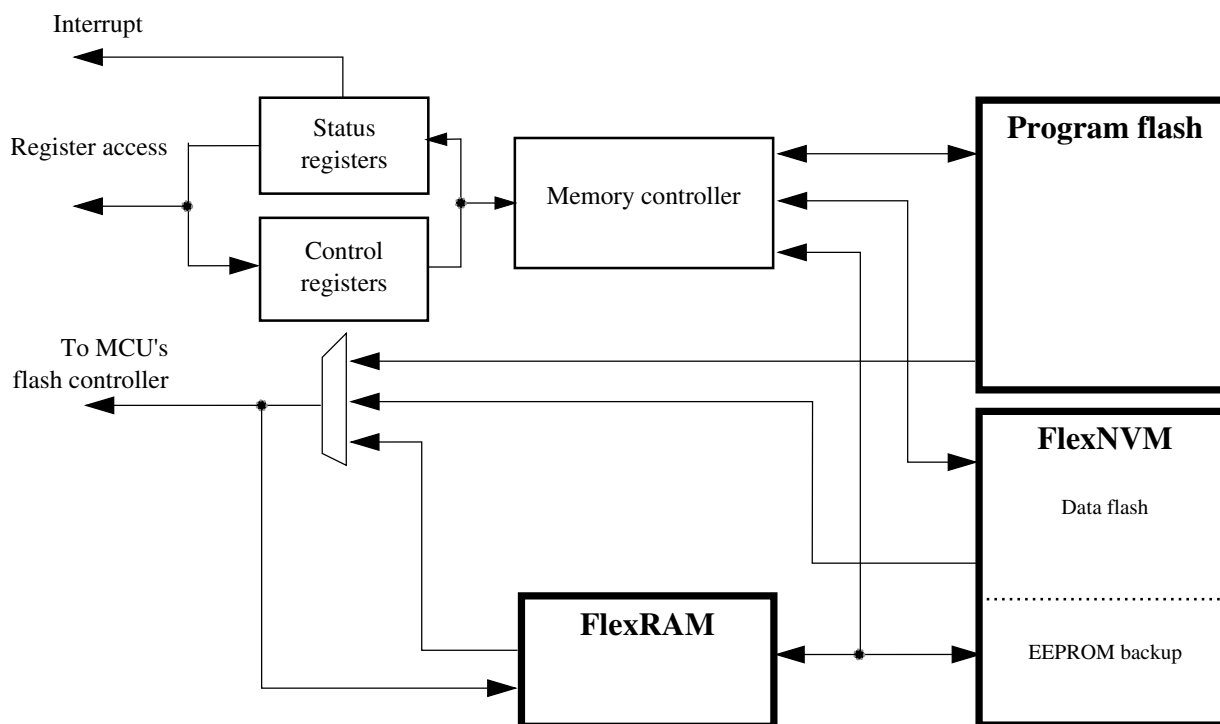 Interrupt
Register access
Status
registers
Control
registers
Memory controller
Program flash
To MCU's
flash controller
FlexNVM
Data flash
EEPROM backup
FlexRAM